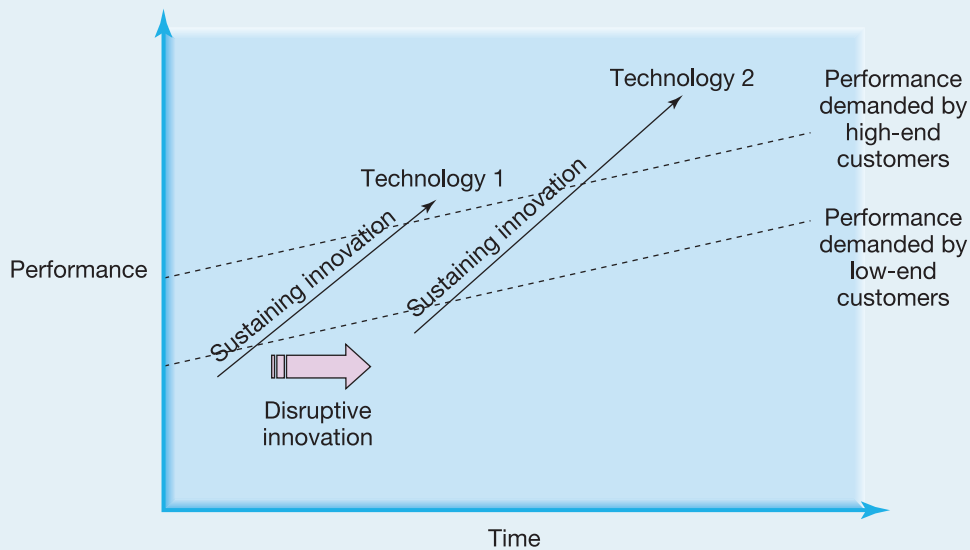 Technology 2
Performance
demanded by
high-end
customers
Technology 1
Sustaining innovation
Sustaining innovation
Performance
demanded by
low-end
customers
Performance
Disruptive
innovation
Time